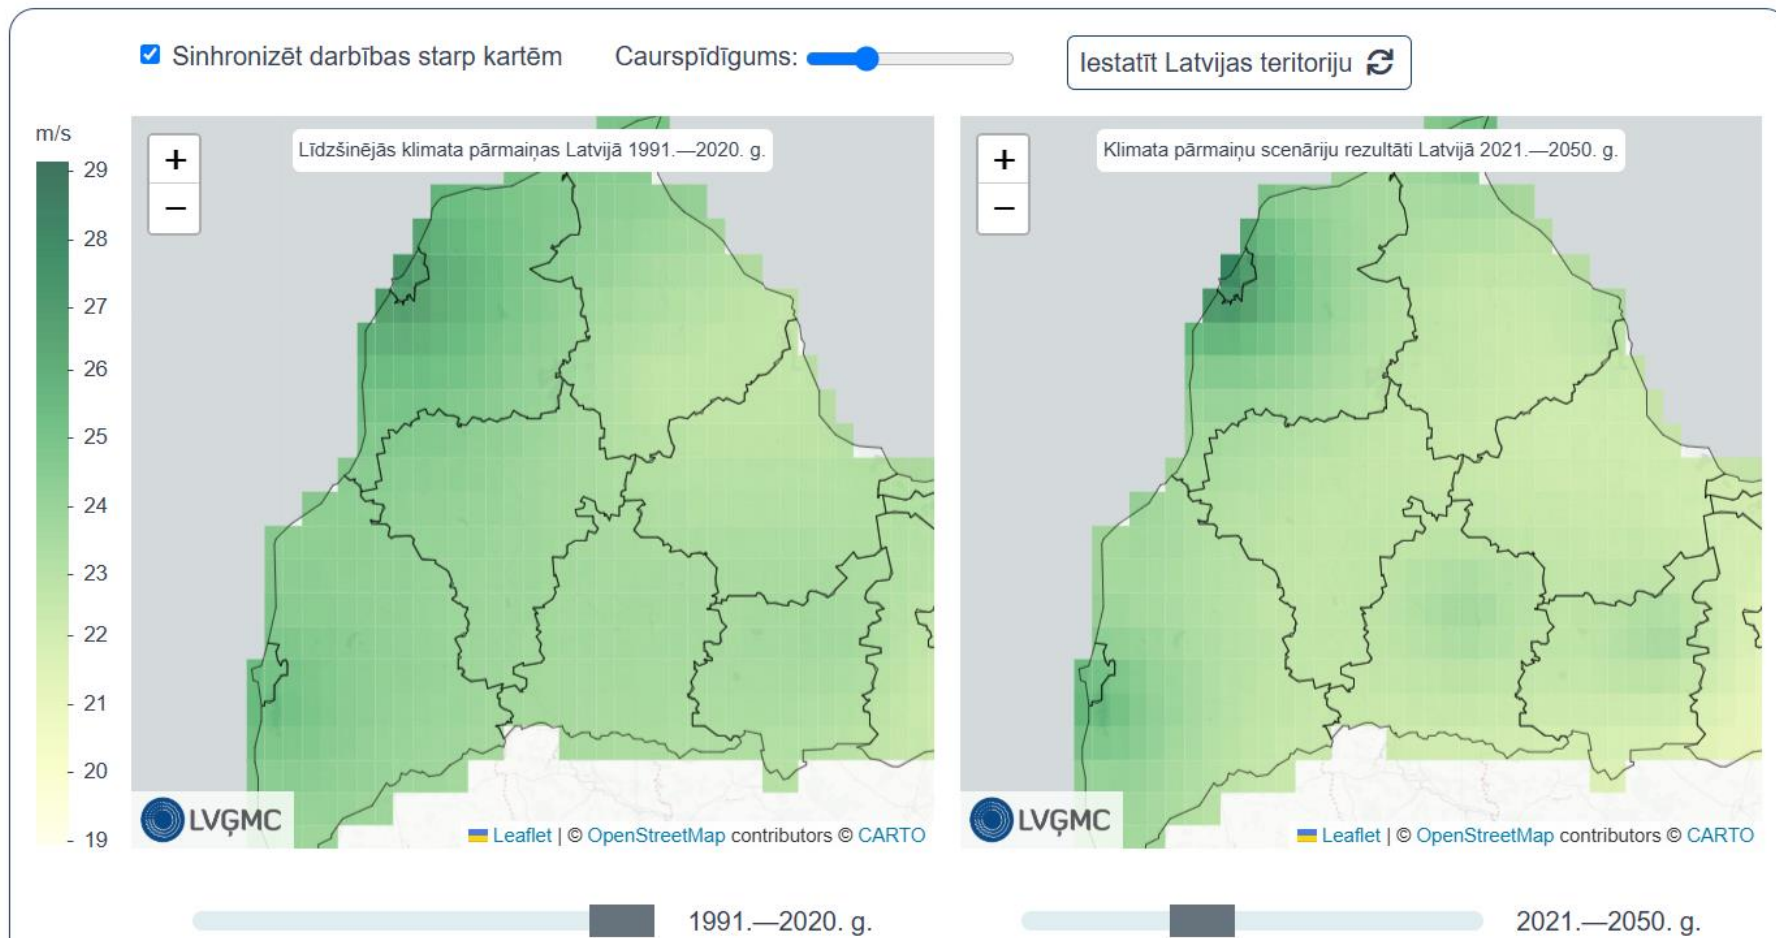 Sinhronizēt darbības starp kartēm
Caurspīdīgums:
Iestatīt Latvijas teritoriju
m/s
29
28
27
26
25
24
23
22
21
20
19
+
−
Līdzšinējās klimata pārmaiņas Latvijā 1991.—2020. g.
LVĢMC
Leaflet | © OpenStreetMap contributors © CARTO
+
−
Klimata pārmaiņu scenāriju rezultāti Latvijā 2021.—2050. g.
LVĢMC
Leaflet | © OpenStreetMap contributors © CARTO
1991.—2020. g.
2021.—2050. g.